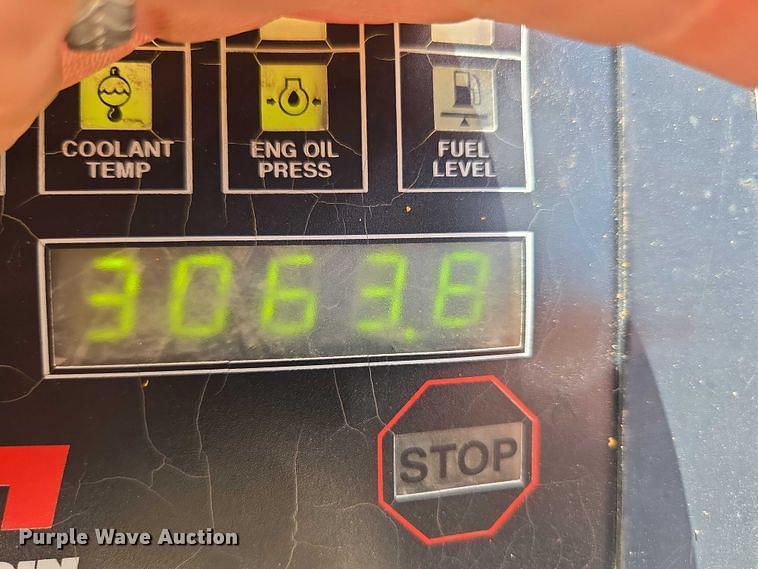 COOLANT
TEMP
ENG OIL
PRESS
FUEL
LEVEL
3063.8
STOP
Purple Wave Auction